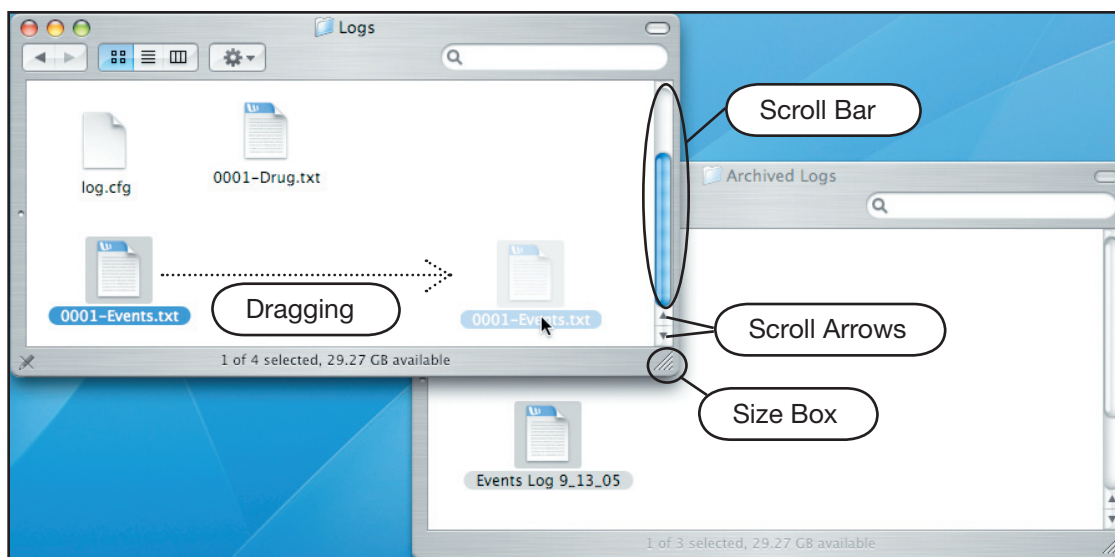 Logs
Scroll Bar
log.cfg
0001-Drug.txt
Archived Logs
0001-Events.txt
Dragging
0001-Events.txt
Scroll Arrows
1 of 4 selected, 29.27 GB available
Size Box
Events Log 9_13_05
1 of 3 selected, 29.27 GB available